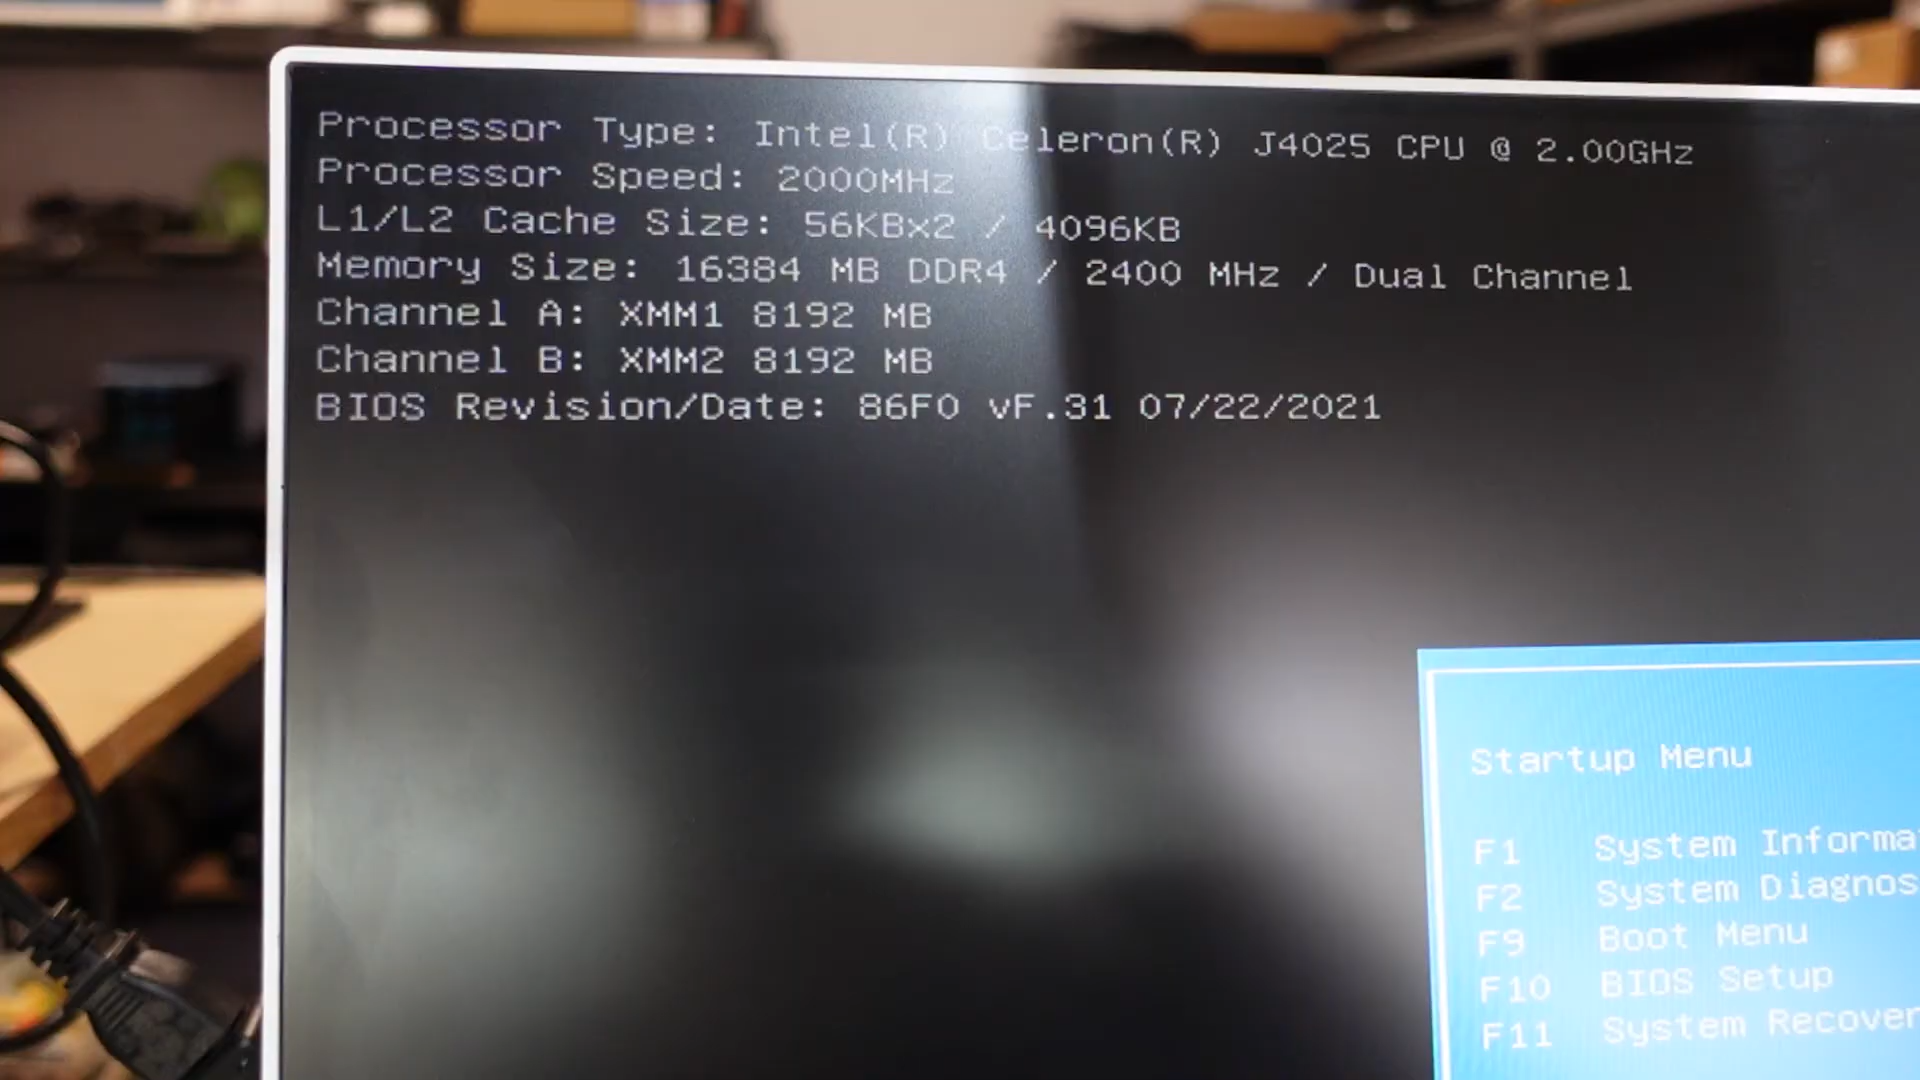 Processor Type: Intel(R) Celeron(R) J4025 CPU @ 2.00GHz
Processor Speed: 2000MHz
L1/L2 Cache Size: 56KBx2 / 4096KB
Memory Size: 16384 MB DDR4 / 2400 MHz / Dual Channel
Channel A: XMM1 8192 MB
Channel B: XMM2 8192 MB
BIOS Revision/Date: 86F0 vF.31 07/22/2021
Startup Menu
F1 System Informa
F2 System Diagnos
F9 Boot Menu
F10 BIOS Setup
F11 System Recover